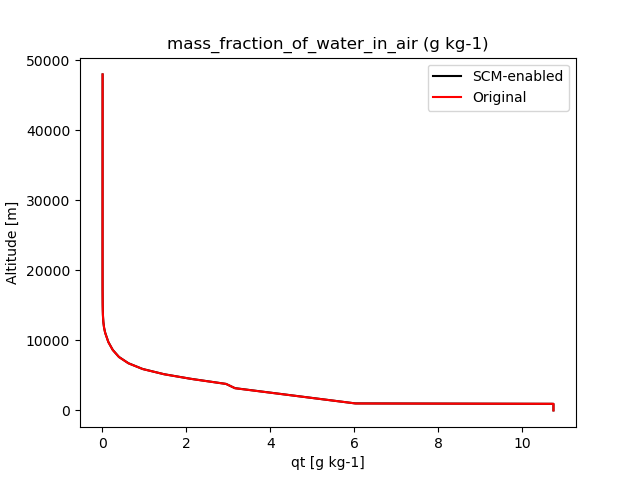 mass_fraction_of_water_in_air (g kg-1)
SCM-enabled
Original
50000
40000
30000
20000
10000
0
Altitude [m]
0 2 4 6 8 10
qt [g kg-1]